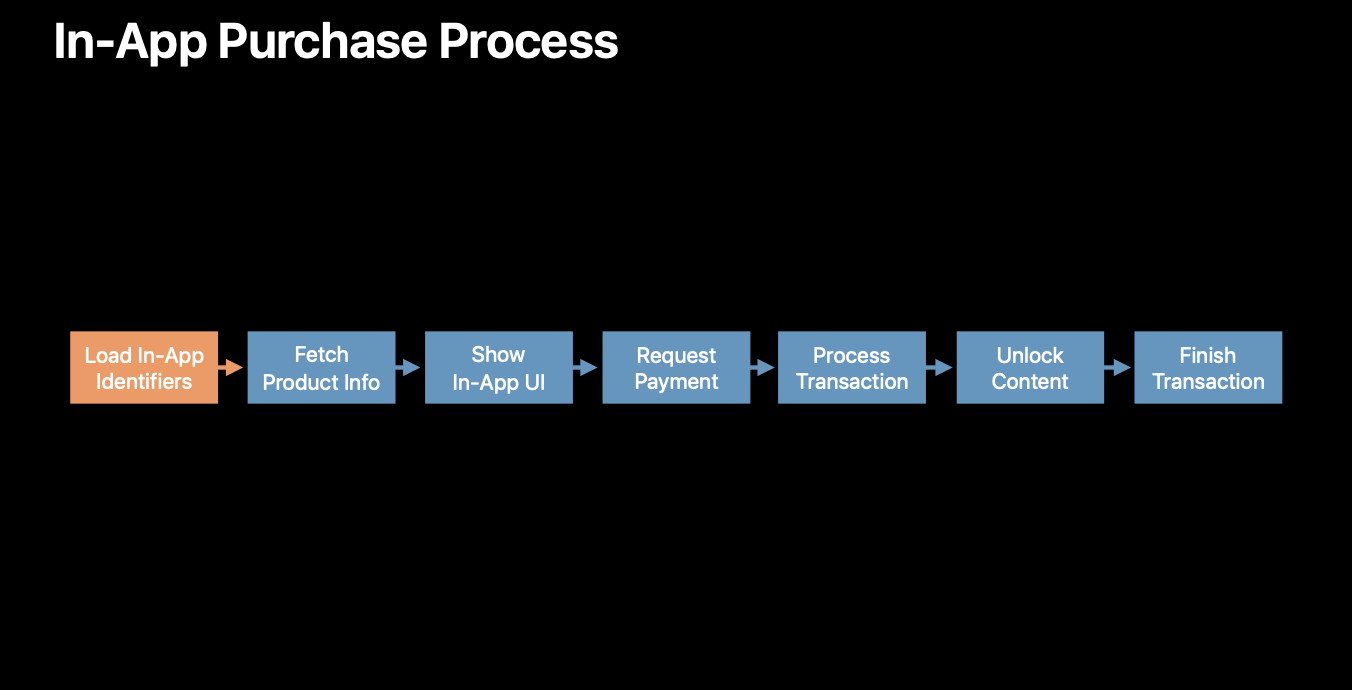 In-App Purchase Process
Load In-App
Identifiers
Fetch
Product Info
Show
In-App UI
Request
Payment
Process
Transaction
Unlock
Content
Finish
Transaction